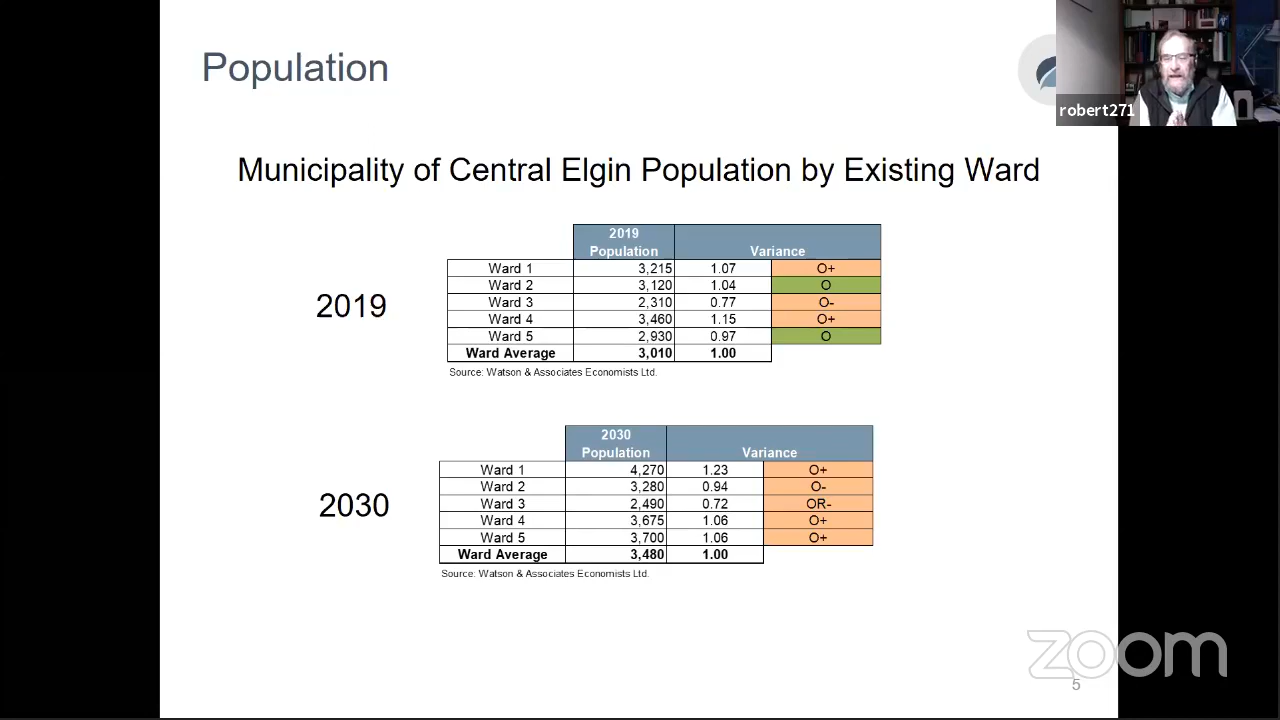 Population
robert271
Municipality of Central Elgin Population by Existing Ward
2019
2019 Population Variance
Ward 1 3,215 1.07 O+
Ward 2 3,120 1.04 O
Ward 3 2,310 0.77 O-
Ward 4 3,460 1.15 O+
Ward 5 2,930 0.97 O
Ward Average 3,010 1.00
Source: Watson & Associates Economists Ltd.
2030
2030 Population Variance
Ward 1 4,270 1.23 O+
Ward 2 3,280 0.94 O-
Ward 3 2,490 0.72 OR-
Ward 4 3,675 1.06 O+
Ward 5 3,700 1.06 O+
Ward Average 3,480 1.00
Source: Watson & Associates Economists Ltd.
zoom
5